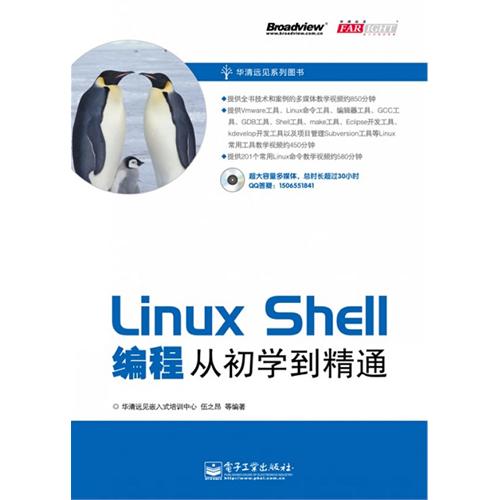 Broadview®
www.broadview.com.cn
FARSIGHT
华清远见系列图书
提供全书技术和案例的多媒体教学视频约850分钟
提供Vmware工具、Linux命令工具、编辑器工具、GCC工
具、GDB工具、Shell工具、make工具、Eclipse开发工具、
kdevelop开发工具以及项目管理Subversion工具等Linux
常用工具教学视频约450分钟
提供201个常用Linux命令教学视频约580分钟
超大容量多媒体，总时长超过30小时
QQ答疑：1506551841
Linux Shell
编程从初学到精通
华清远见嵌入式培训中心 伍之昂 等编著
电子工业出版社
PUBLISHING HOUSE OF ELECTRONICS INDUSTRY
http://www.phei.com.cn